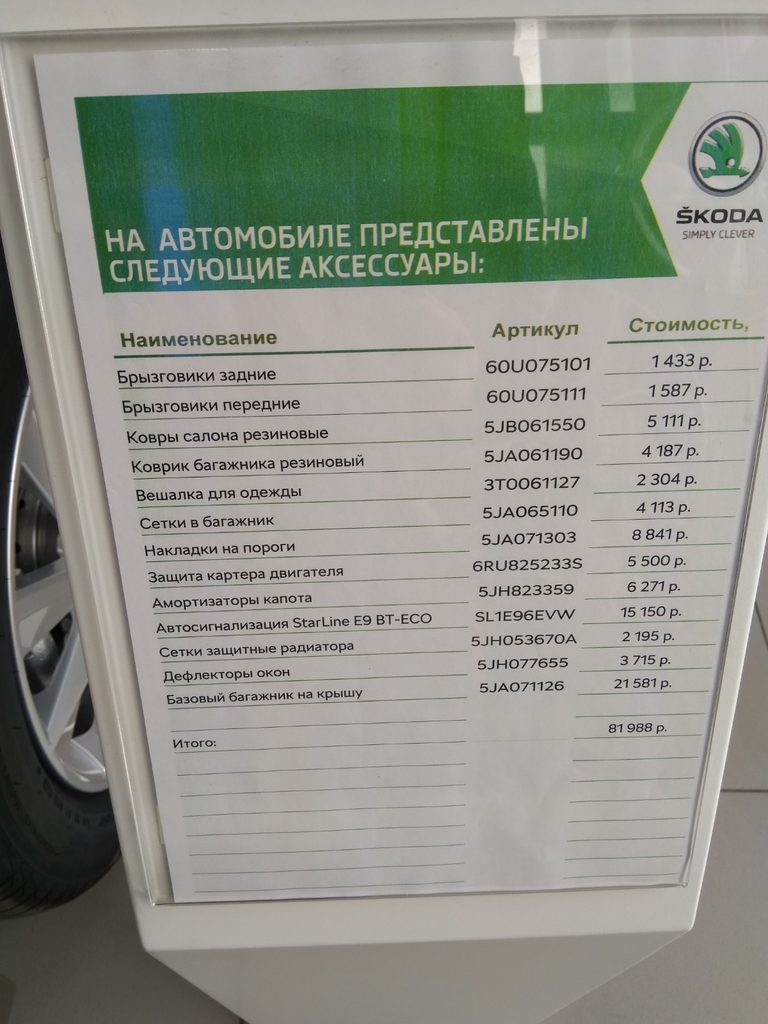 ŠKODA
SIMPLY CLEVER
НА АВТОМОБИЛЕ ПРЕДСТАВЛЕНЫ
СЛЕДУЮЩИЕ АКСЕССУАРЫ:
Наименование Артикул Стоимость,
Брызговики задние 60U075101 1 433 р.
Брызговики передние 60U075111 1 587 р.
Ковры салона резиновые 5JB061550 5 111 р.
Коврик багажника резиновый 5JA061190 4 187 р.
Вешалка для одежды 3T0061127 2 304 р.
Сетки в багажник 5JA065110 4 113 р.
Накладки на пороги 5JA071303 8 841 р.
Защита картера двигателя 6RU825233S 5 500 р.
Амортизаторы капота 5JH823359 6 271 р.
Автосигнализация StarLine E9 BT-ECO SL1E96EVW 15 150 р.
Сетки защитные радиатора 5JH053670A 2 195 р.
Дефлекторы окон 5JH077655 3 715 р.
Базовый багажник на крышу 5JA071126 21 581 р.
Итого: 81 988 р.